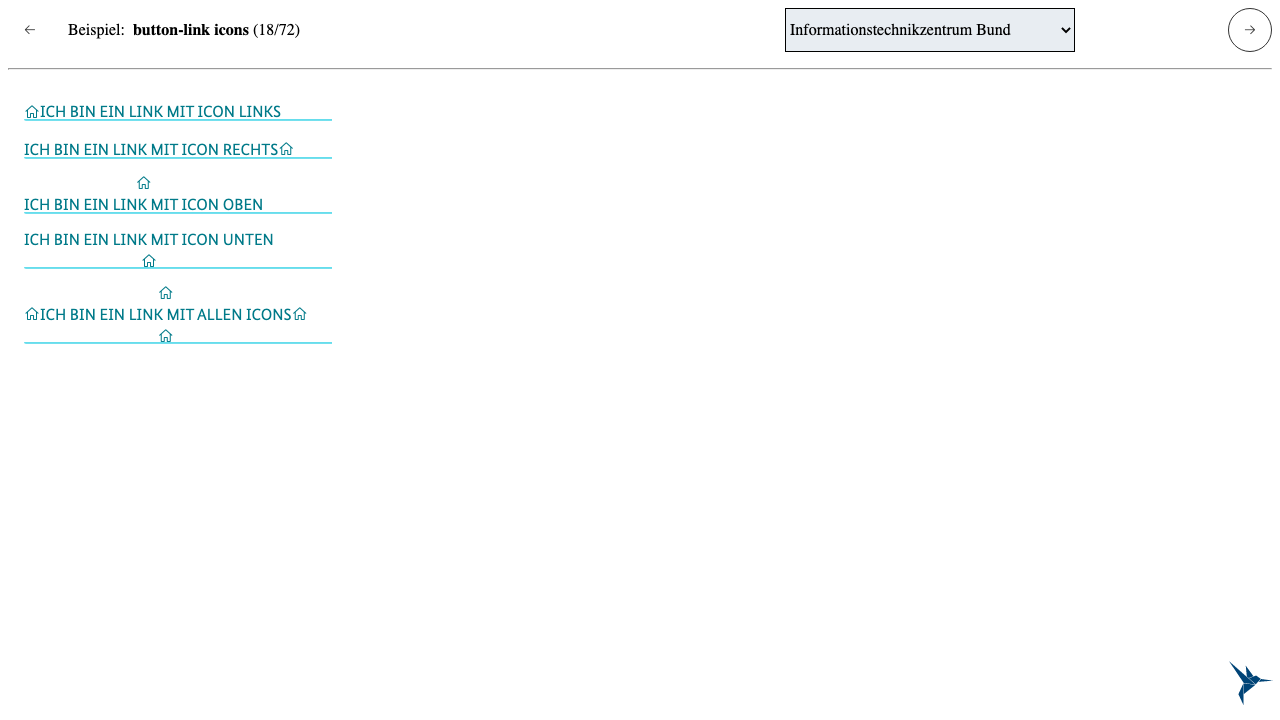 Beispiel: button-link icons (18/72)
Informationstechnikzentrum Bund
ICH BIN EIN LINK MIT ICON LINKS
ICH BIN EIN LINK MIT ICON RECHTS
ICH BIN EIN LINK MIT ICON OBEN
ICH BIN EIN LINK MIT ICON UNTEN
ICH BIN EIN LINK MIT ALLEN ICONS